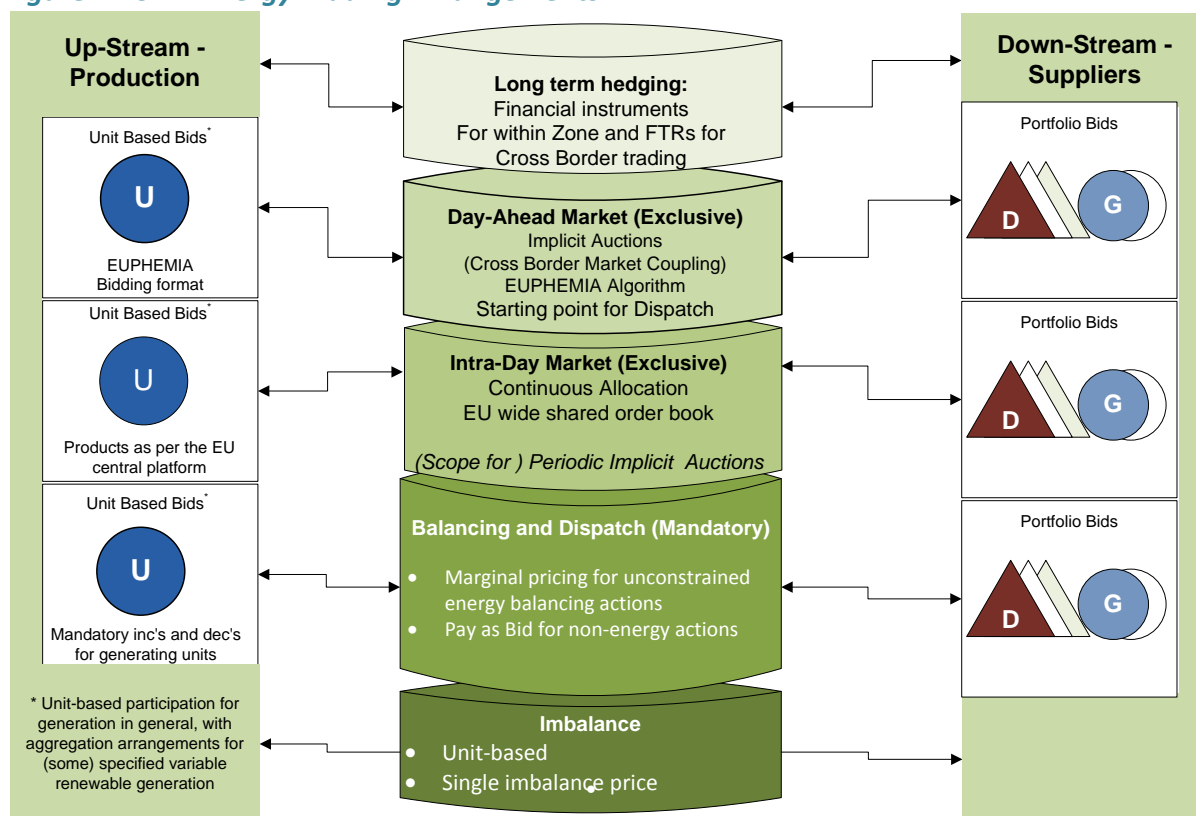 Up-Stream -
Production
Unit Based Bids*
U
EUPHEMIA
Bidding format
Unit Based Bids*
U
Products as per the EU
central platform
Unit Based Bids*
U
Mandatory inc's and dec's
for generating units
* Unit-based participation for
generation in general, with
aggregation arrangements for
(some) specified variable
renewable generation
Long term hedging:
Financial instruments
For within Zone and FTRs for
Cross Border trading
Day-Ahead Market (Exclusive)
Implicit Auctions
(Cross Border Market Coupling)
EUPHEMIA Algorithm
Starting point for Dispatch
Intra-Day Market (Exclusive)
Continuous Allocation
EU wide shared order book
(Scope for ) Periodic Implicit Auctions
Balancing and Dispatch (Mandatory)
• Marginal pricing for unconstrained
energy balancing actions
• Pay as Bid for non-energy actions
Imbalance
• Unit-based
• Single imbalance price
Down-Stream -
Suppliers
Portfolio Bids
D G
Portfolio Bids
D G
Portfolio Bids
D G